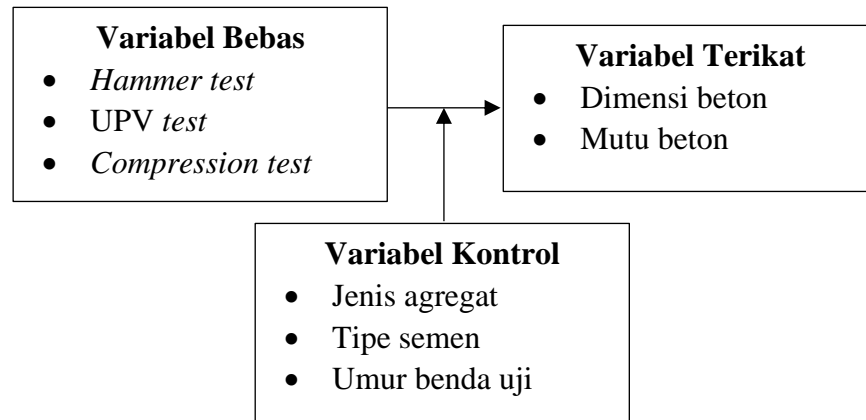 Variabel Bebas
• Hammer test
• UPV test
• Compression test
Variabel Terikat
• Dimensi beton
• Mutu beton
Variabel Kontrol
• Jenis agregat
• Tipe semen
• Umur benda uji